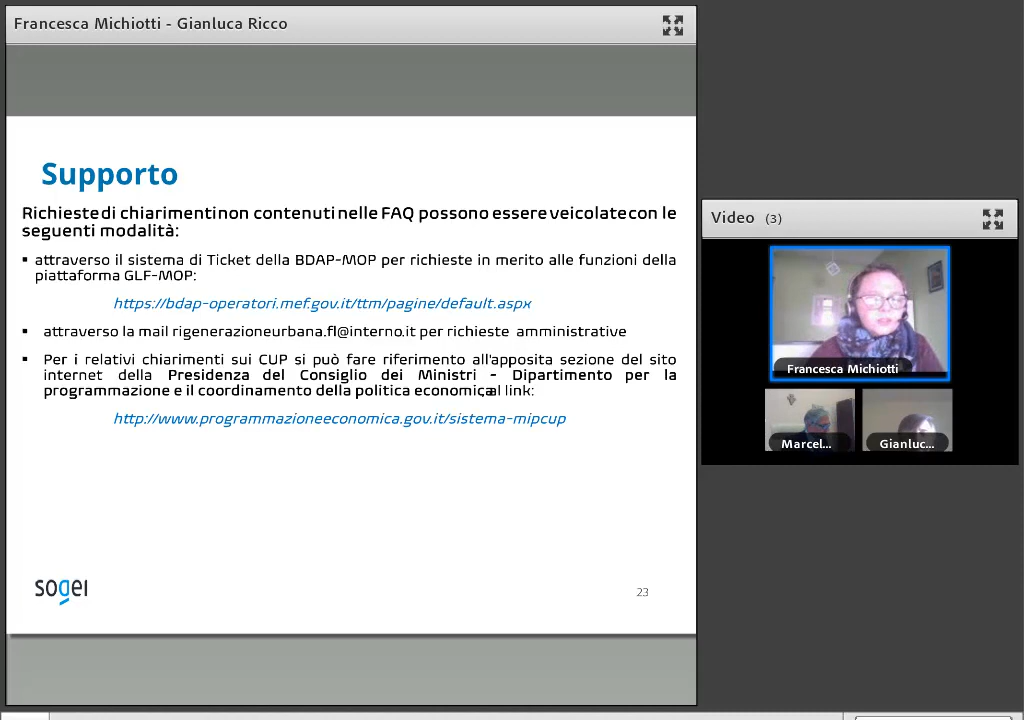 Francesca Michiotti - Gianluca Ricco
Supporto
Richieste di chiarimenti non contenuti nelle FAQ possono essere veicolate con le
seguenti modalità:
▪ attraverso il sistema di Ticket della BDAP-MOP per richieste in merito alle funzioni della
piattaforma GLF-MOP:
https://bdap-operatori.mef.gov.it/ttm/pagine/default.aspx
▪ attraverso la mail rigenerazioneurbana.fl@interno.it per richieste amministrative
▪ Per i relativi chiarimenti sui CUP si può fare riferimento all'apposita sezione del sito
internet della Presidenza del Consiglio dei Ministri - Dipartimento per la
programmazione e il coordinamento della politica economica, al link:
http://www.programmazioneeconomica.gov.it/sistema-mipcup
sogei
23
Video (3)
Francesca Michiotti
Marcel...
Gianluc...